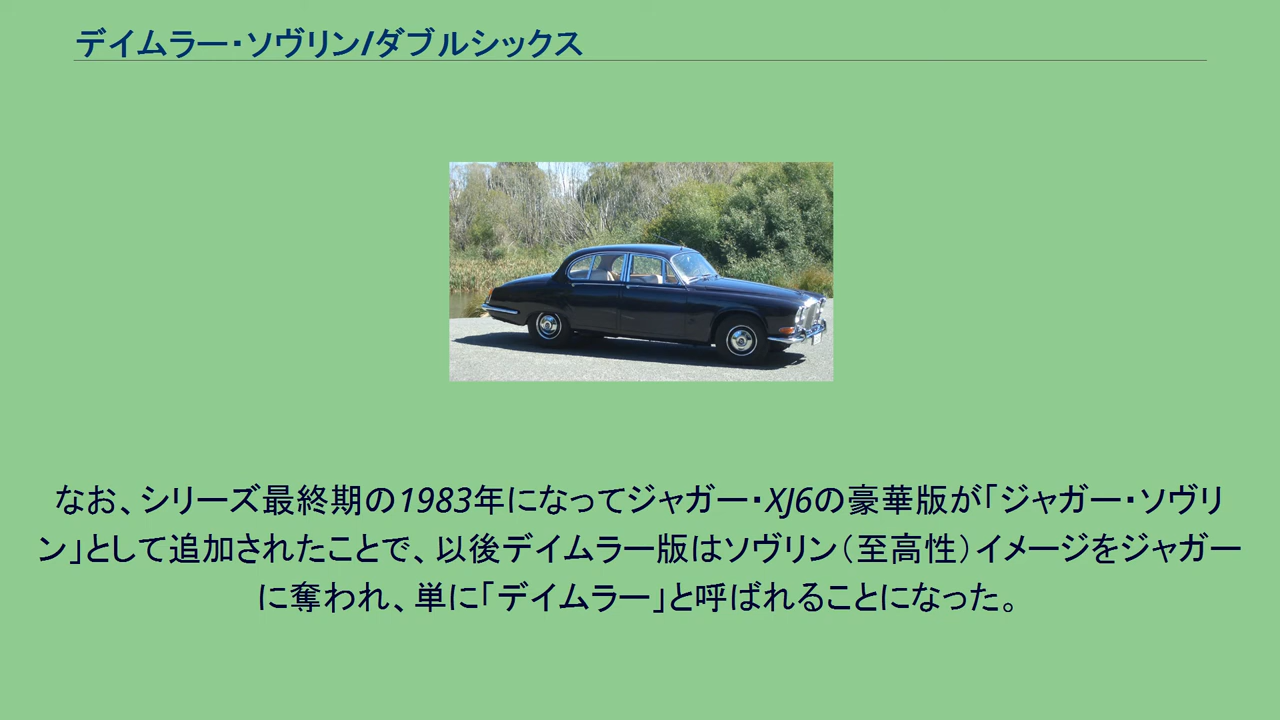 デイムラー・ソヴリン/ダブルシックス
なお、シリーズ最終期の1983年になってジャガー・XJ6の豪華版が「ジャガー・ソヴリ
ン」として追加されたことで、以後デイムラー版はソヴリン（至高性）イメージをジャガー
に奪われ、単に「デイムラー」と呼ばれることになった。